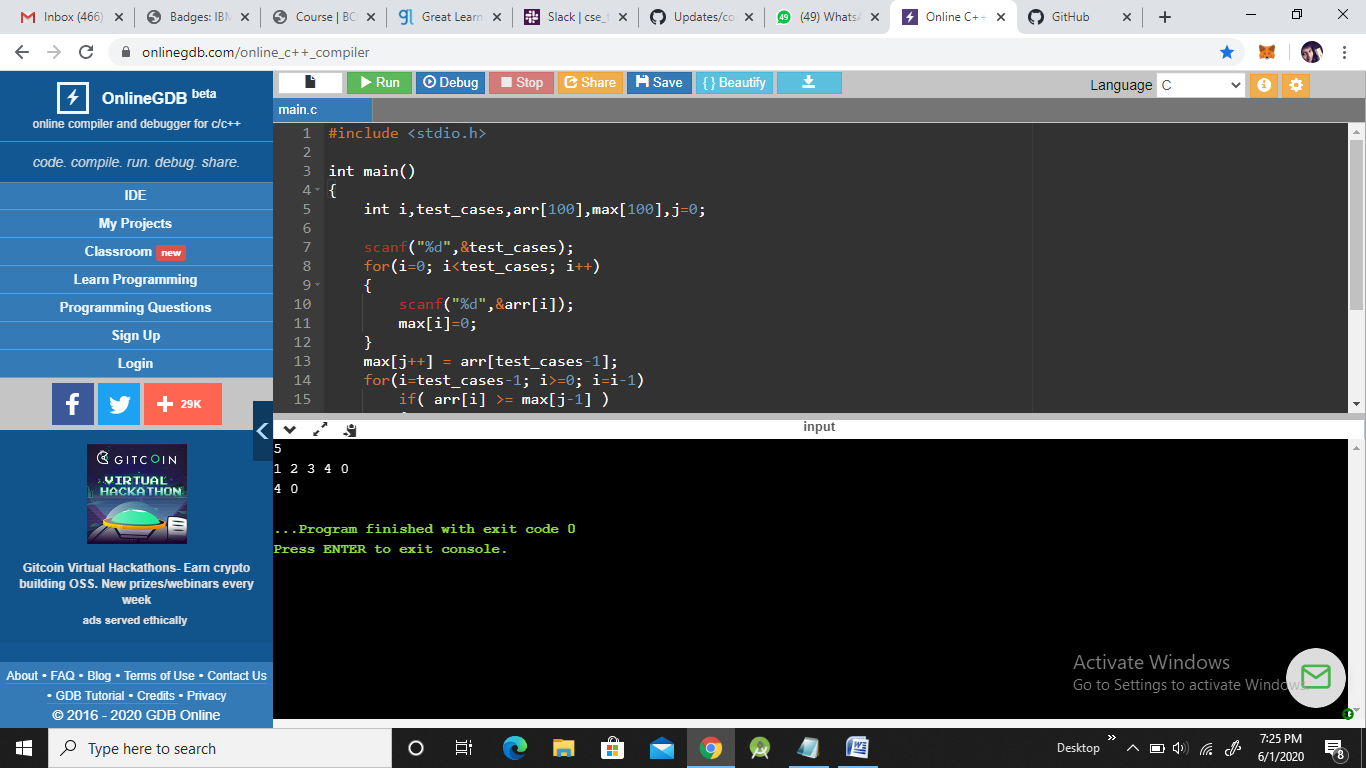 Inbox (466)
Badges: IBM
Course | BC
Great Learn
Slack | cse_t
Updates/co
(49) Whats
Online C++
GitHub
onlinegdb.com/online_c++_compiler
OnlineGDB beta
online compiler and debugger for c/c++
code. compile. run. debug. share.
IDE
My Projects
Classroom new
Learn Programming
Programming Questions
Sign Up
Login
29K
GITCOIN
VIRTUAL
HACKATHON
Gitcoin Virtual Hackathons- Earn crypto
building OSS. New prizes/webinars every
week
ads served ethically
About • FAQ • Blog • Terms of Use • Contact Us
• GDB Tutorial • Credits • Privacy
© 2016 - 2020 GDB Online
Run Debug Stop Share Save { } Beautify
Language C
main.c
1 #include <stdio.h>
2
3 int main()
4 {
5 int i,test_cases,arr[100],max[100],j=0;
6
7 scanf("%d",&test_cases);
8 for(i=0; i<test_cases; i++)
9 {
10 scanf("%d",&arr[i]);
11 max[i]=0;
12 }
13 max[j++] = arr[test_cases-1];
14 for(i=test_cases-1; i>=0; i=i-1)
15 if( arr[i] >= max[j-1] )
input
5
1 2 3 4 0
4 0
...Program finished with exit code 0
Press ENTER to exit console.
Activate Windows
Go to Settings to activate Windows.
Type here to search
Desktop
7:25 PM
6/1/2020
8